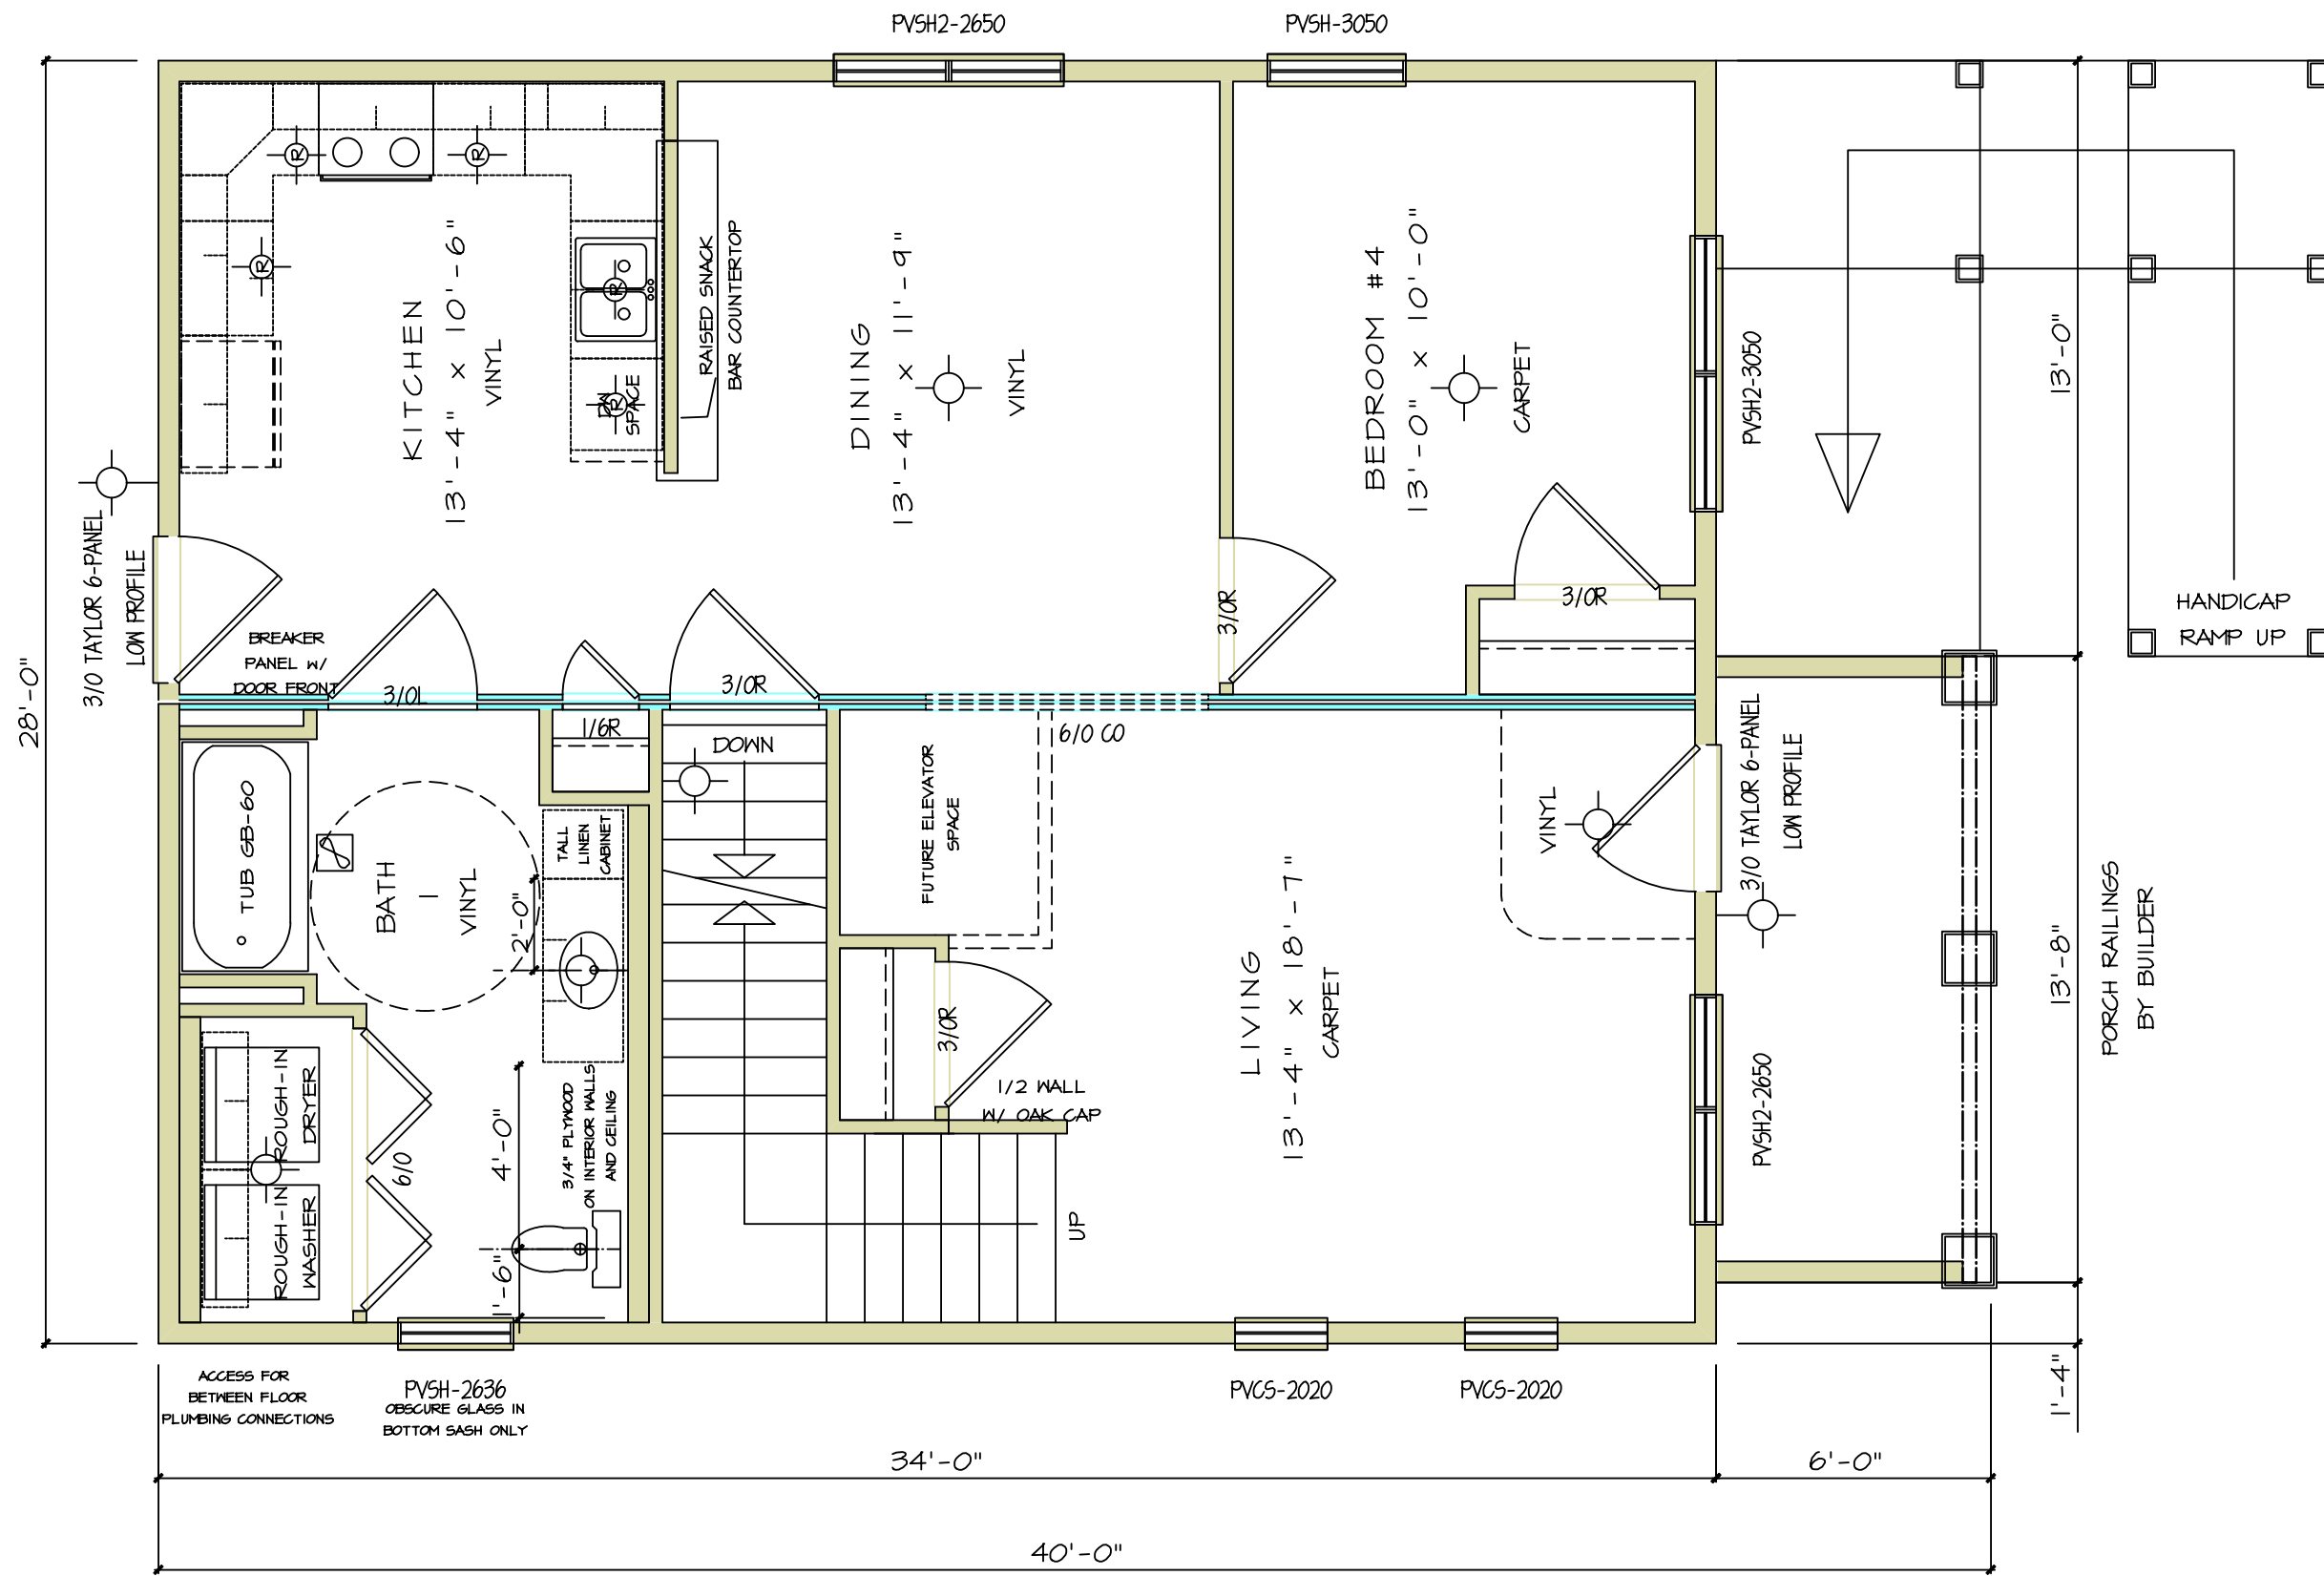 PVSH2-2650
PVSH-3050
28'-0"
3/0 TAYLOR 6-PANEL
LOW PROFILE
R
R
R
R
R
KITCHEN
13'-4" x 10'-6"
VINYL
DW
SPACE
RAISED SNACK
BAR COUNTERTOP
DINING
13'-4" x 11'-9"
VINYL
BEDROOM #4
13'-0" x 10'-0"
CARPET
PVSH2-3050
13'-0"
HANDICAP
RAMP UP
BREAKER
PANEL W/
DOOR FRONT
3/0L
1/6R
3/0R
3/0R
3/0R
6/0 CO
TUB GB-60
BATH 1
VINYL
TALL
LINEN
CABINET
2'-0"
DOWN
FUTURE ELEVATOR
SPACE
VINYL
3/0 TAYLOR 6-PANEL
LOW PROFILE
PORCH RAILINGS
BY BUILDER
13'-8"
LIVING
13'-4" x 18'-7"
CARPET
3/0R
1/2 WALL
W/ OAK CAP
UP
PVSH2-2650
ROUGH-IN
DRYER
ROUGH-IN
WASHER
6/0
4'-0"
3/4" PLYWOOD
ON INTERIOR WALLS
AND CEILING
1'-6"
1'-4"
ACCESS FOR
BETWEEN FLOOR
PLUMBING CONNECTIONS
PVSH-2636
OBSCURE GLASS IN
BOTTOM SASH ONLY
PVCS-2020
PVCS-2020
34'-0"
6'-0"
40'-0"